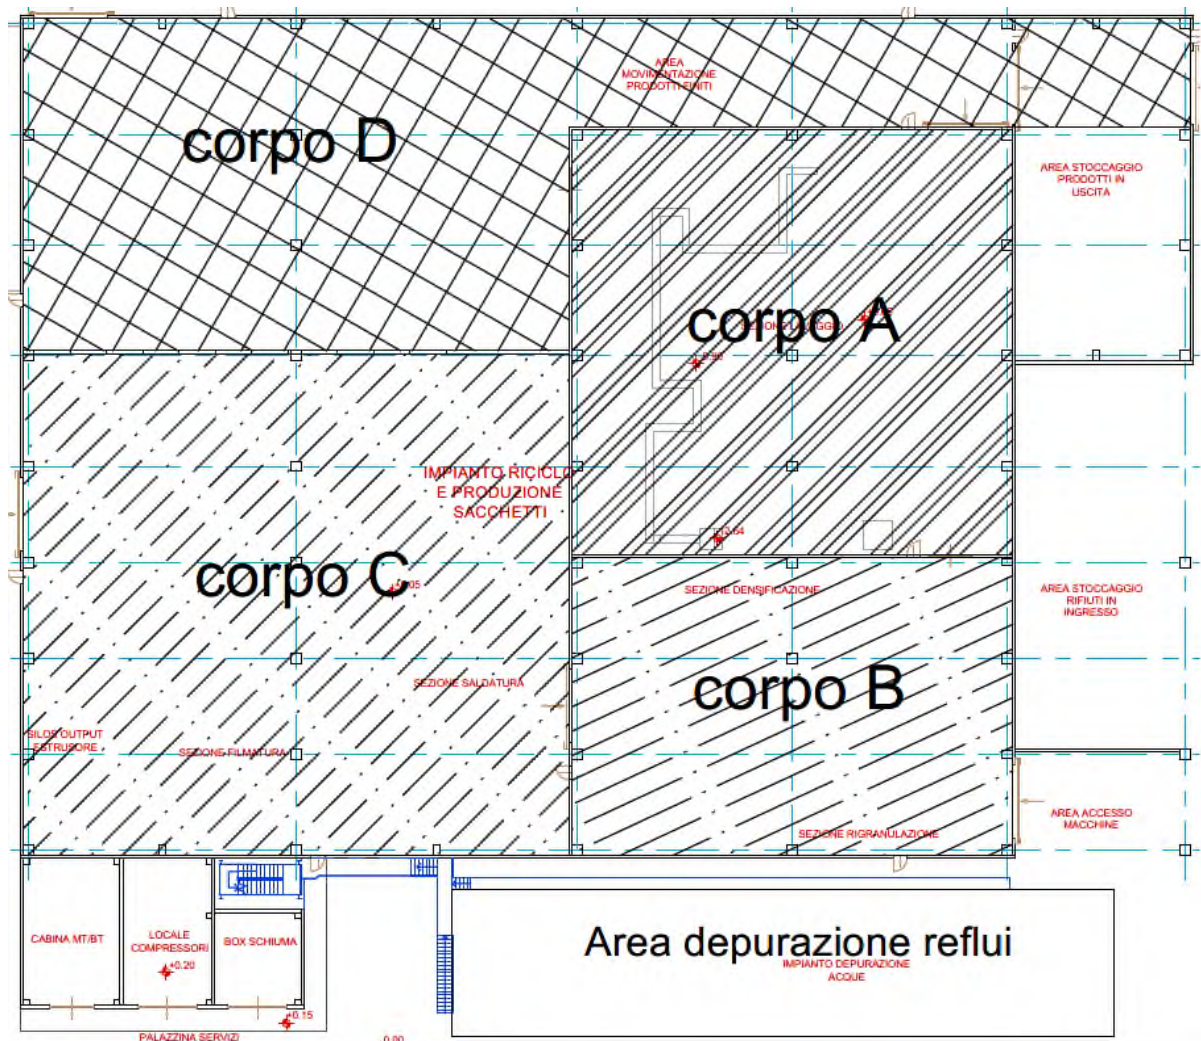 AREA
MOVIMENTAZIONE
PRODOTTI FINITI
corpo D
AREA STOCCAGGIO
PRODOTTI IN
USCITA
corpo A
IMPIANTO RICICLO
E PRODUZIONE
SACCHETTI
-2.64
corpo C
SEZIONE DENSIFICAZIONE
AREA STOCCAGGIO
RIFIUTI IN
INGRESSO
SEZIONE SALDATURA
corpo B
SILOS OUTPUT
ESTRUSORE
SEZIONE FILMATURA
SEZIONE RIGRANULAZIONE
AREA ACCESSO
MACCHINE
CABINA MT/BT
LOCALE
COMPRESSORI
BOX SCHIUMA
+0.20
Area depurazione reflui
IMPIANTO DEPURAZIONE
ACQUE
+0.15
PALAZZINA SERVIZI